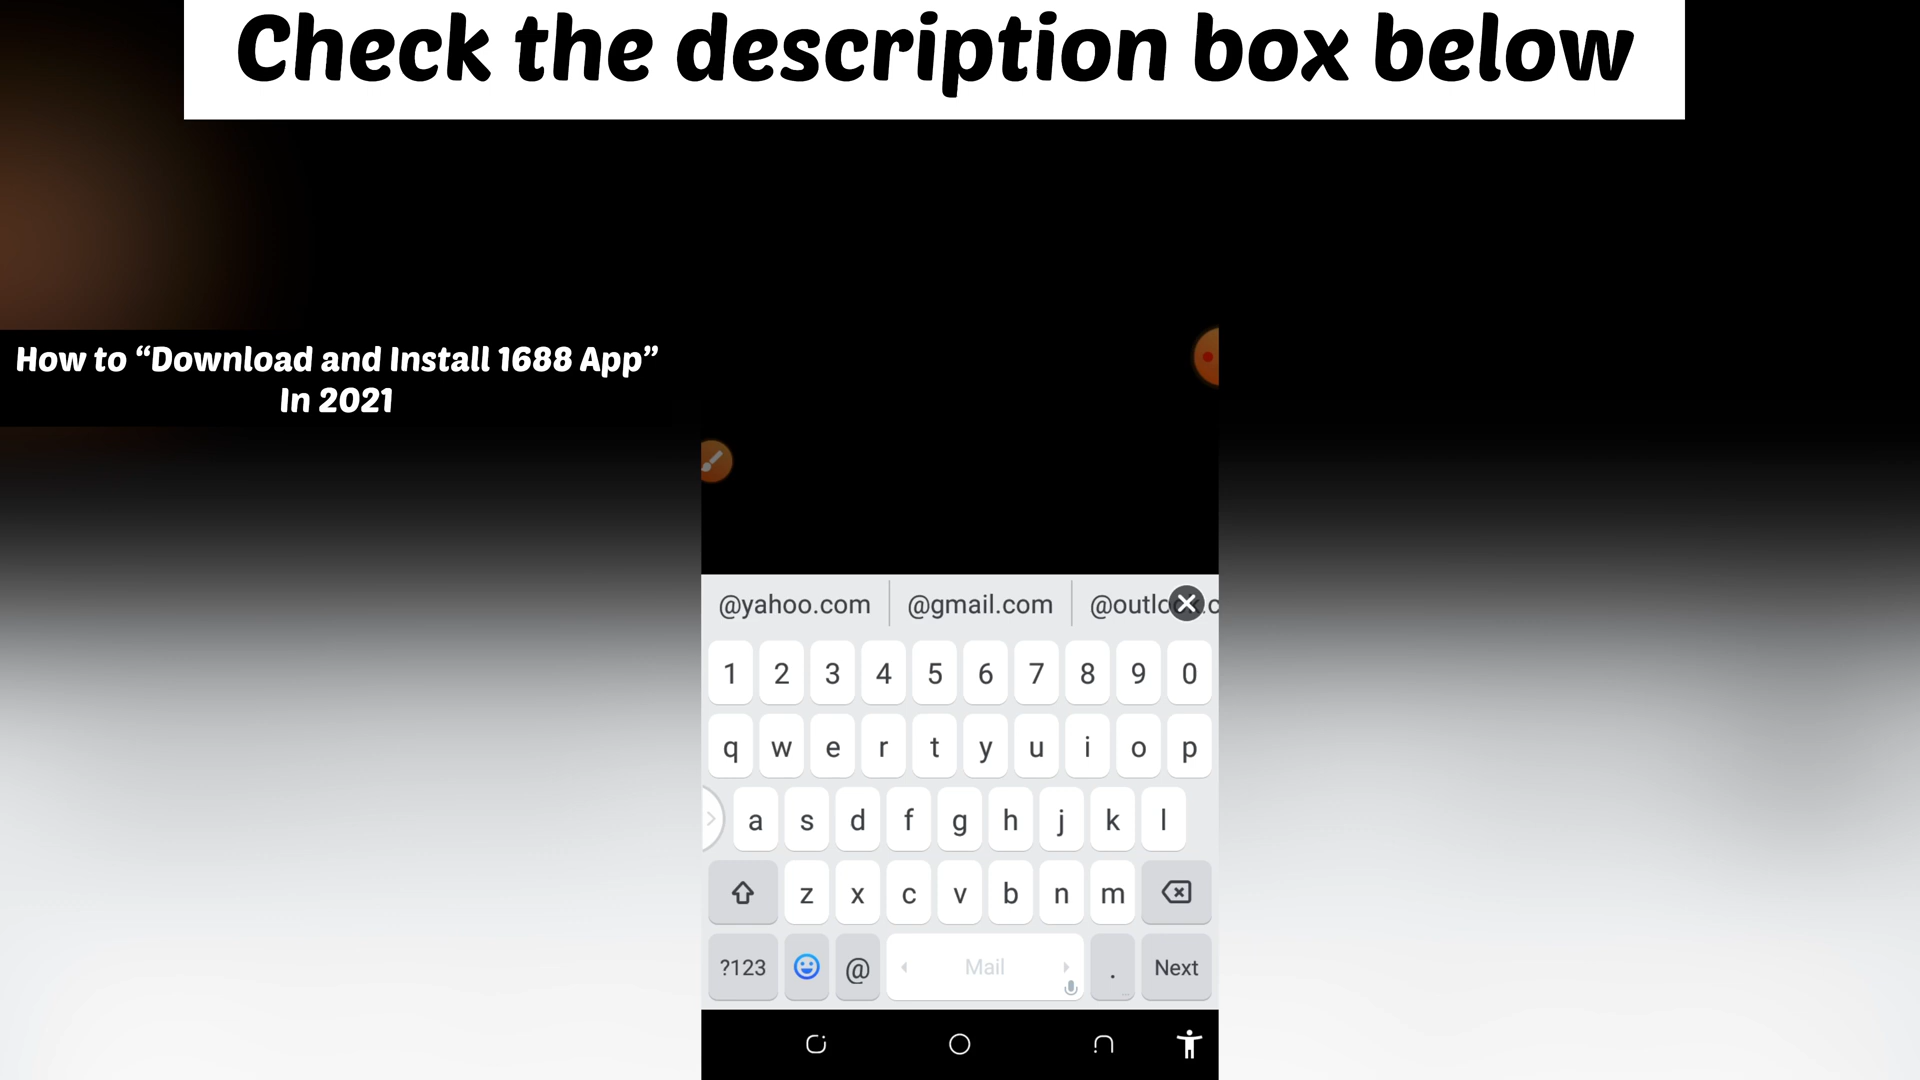 Check the description box below
How to “Download and Install 1688 App”
In 2021
@yahoo.com @gmail.com
1 2 3 4 5 6 7 8 9 0
q w e r t y u i o p
a s d f g h j k l
z x c v b n m
?123 @ Mail . Next